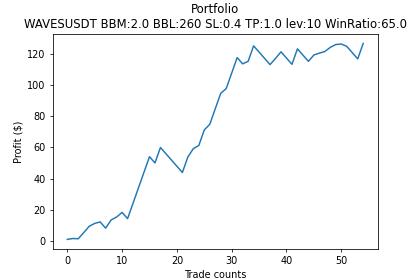 Portfolio
WAVESUSDT BBM:2.0 BBL:260 SL:0.4 TP:1.0 lev:10 WinRatio:65.0
120
100
80
60
40
20
0
Profit ($)
0 10 20 30 40 50
Trade counts